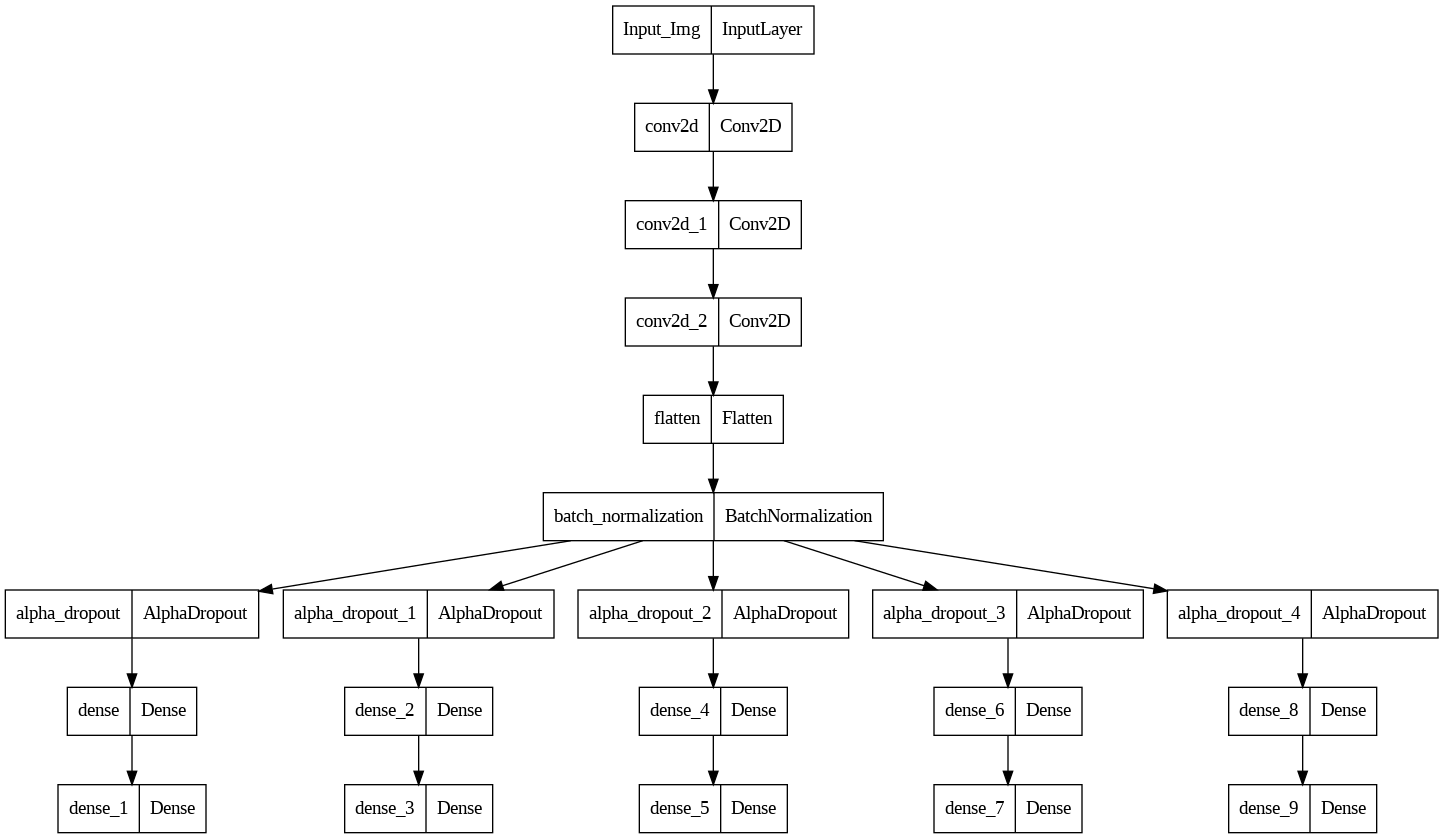 Input_Img InputLayer
conv2d Conv2D
conv2d_1 Conv2D
conv2d_2 Conv2D
flatten Flatten
batch_normalization BatchNormalization
alpha_dropout AlphaDropout alpha_dropout_1 AlphaDropout alpha_dropout_2 AlphaDropout alpha_dropout_3 AlphaDropout alpha_dropout_4 AlphaDropout
dense Dense dense_2 Dense dense_4 Dense dense_6 Dense dense_8 Dense
dense_1 Dense dense_3 Dense dense_5 Dense dense_7 Dense dense_9 Dense